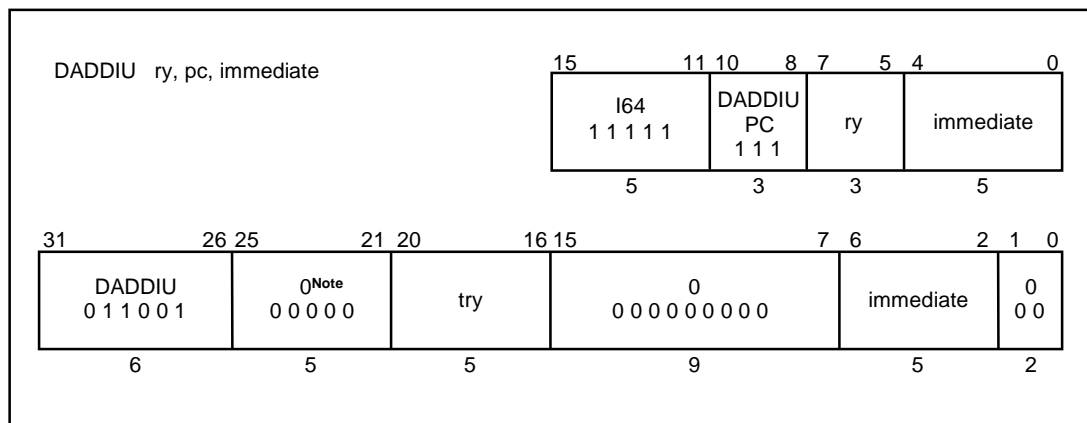 DADDIU ry, pc, immediate
15 11 10 8 7 5 4 0
I64
1 1 1 1 1
DADDIU
PC
1 1 1
ry
immediate
5 3 3 5
31 26 25 21 20 16 15 7 6 2 1 0
DADDIU
0 1 1 0 0 1
0Note
0 0 0 0 0
try
0
0 0 0 0 0 0 0 0 0
immediate
0
0 0
6 5 5 9 5 2